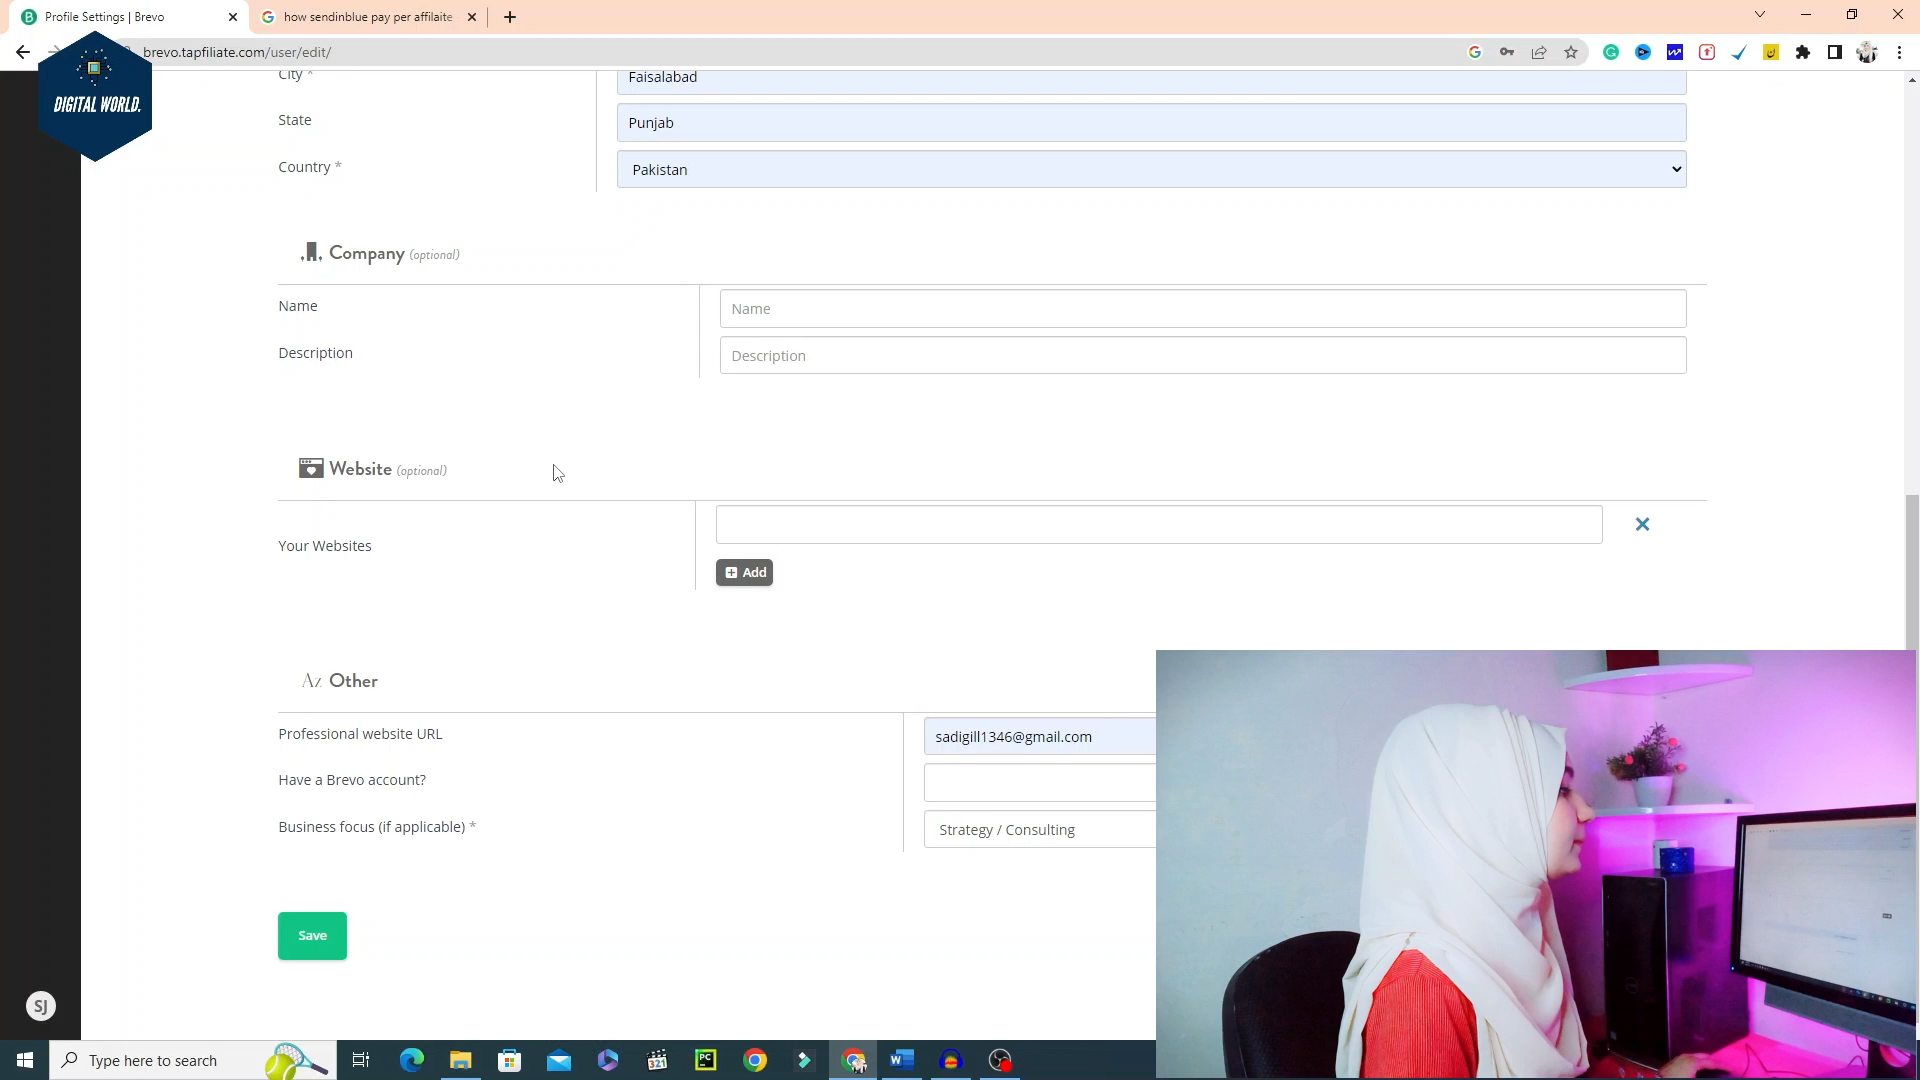 Profile Settings | Brevo
how sendinblue pay per affilaite
brevo.tapfiliate.com/user/edit/
DIGITAL WORLD.
City *
Faisalabad
State
Punjab
Country *
Pakistan
Company (optional)
Name
Name
Description
Description
Website (optional)
Your Websites
Add
Az Other
Professional website URL
sadigill1346@gmail.com
Have a Brevo account?
Business focus (if applicable) *
Strategy / Consulting
Save
SJ
Type here to search